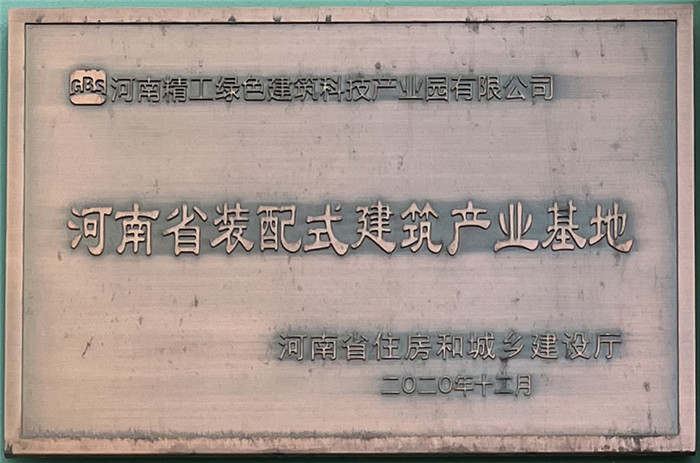 GBS 河南精工绿色建筑科技产业园有限公司
河南省装配式建筑产业基地
河南省住房和城乡建设厅
二〇二〇年十二月